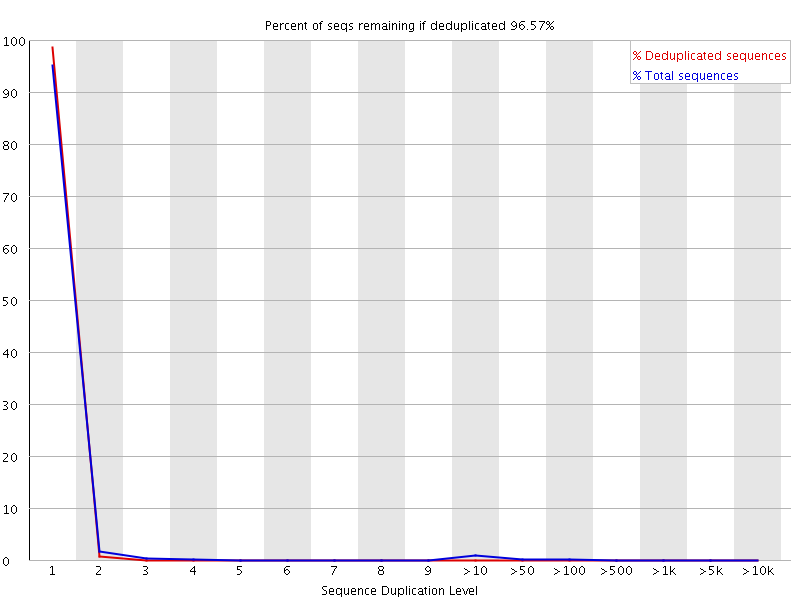 Percent of seqs remaining if deduplicated 96.57%
% Deduplicated sequences
% Total sequences
100
90
80
70
60
50
40
30
20
10
0
1 2 3 4 5 6 7 8 9 >10 >50 >100 >500 >1k >5k >10k
Sequence Duplication Level